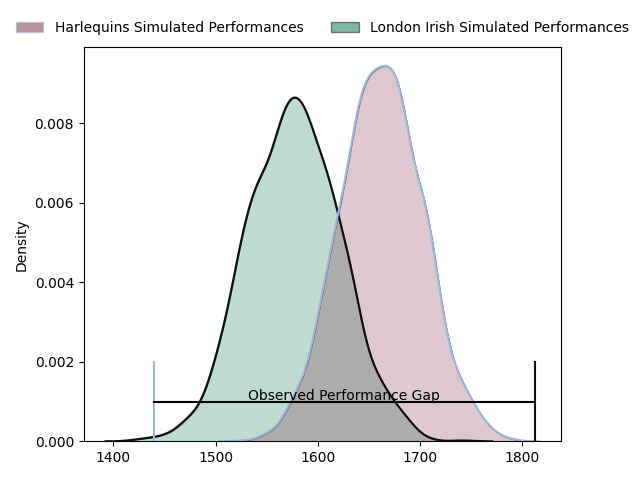 Harlequins Simulated Performances London Irish Simulated Performances
Density
0.008
0.006
0.004
0.002
0.000
Observed Performance Gap
1400 1500 1600 1700 1800